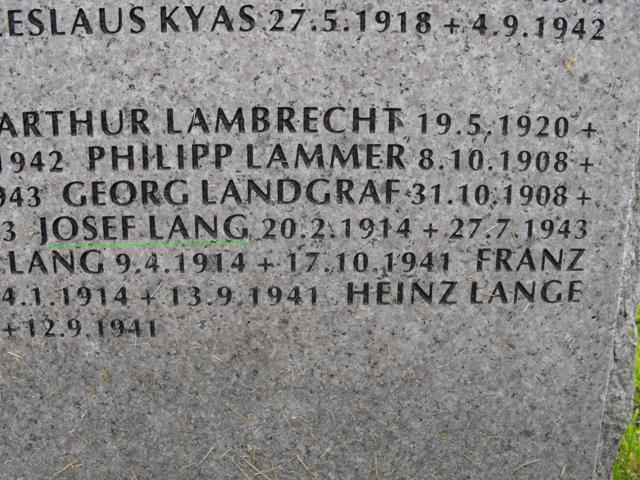 ESLAUS KYAS 27.5.1918 + 4.9.1942
ARTHUR LAMBRECHT 19.5.1920 +
1942 PHILIPP LAMMER 8.10.1908 +
943 GEORG LANDGRAF 31.10.1908 +
3 JOSEF LANG 20.2.1914 + 27.7.1943
LANG 9.4.1914 + 17.10.1941 FRANZ
4.1.1914 + 13.9.1941 HEINZ LANGE
+ 12.9.1941